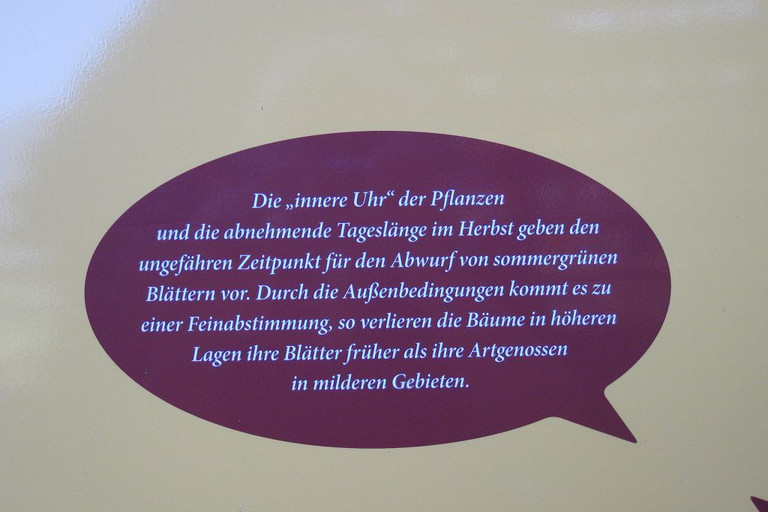 Die „innere Uhr“ der Pflanzen
und die abnehmende Tageslänge im Herbst geben den
ungefähren Zeitpunkt für den Abwurf von sommergrünen
Blättern vor. Durch die Außenbedingungen kommt es zu
einer Feinabstimmung, so verlieren die Bäume in höheren
Lagen ihre Blätter früher als ihre Artgenossen
in milderen Gebieten.